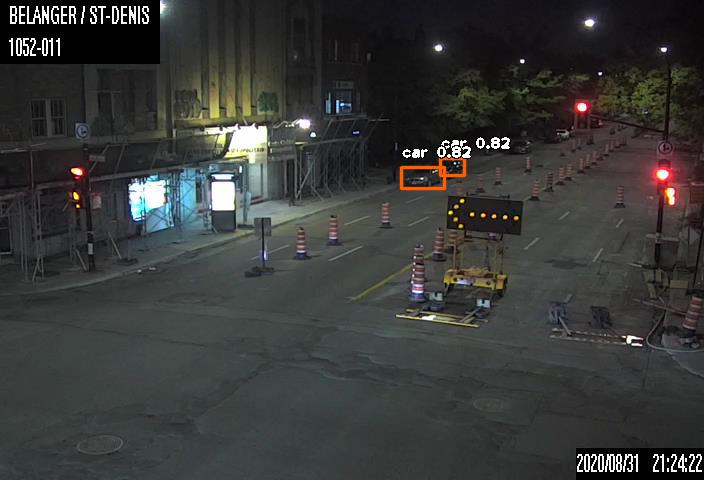 BELANGER / ST-DENIS
1052-011
car 0.82
car 0.82
2020/08/31 21:24:22